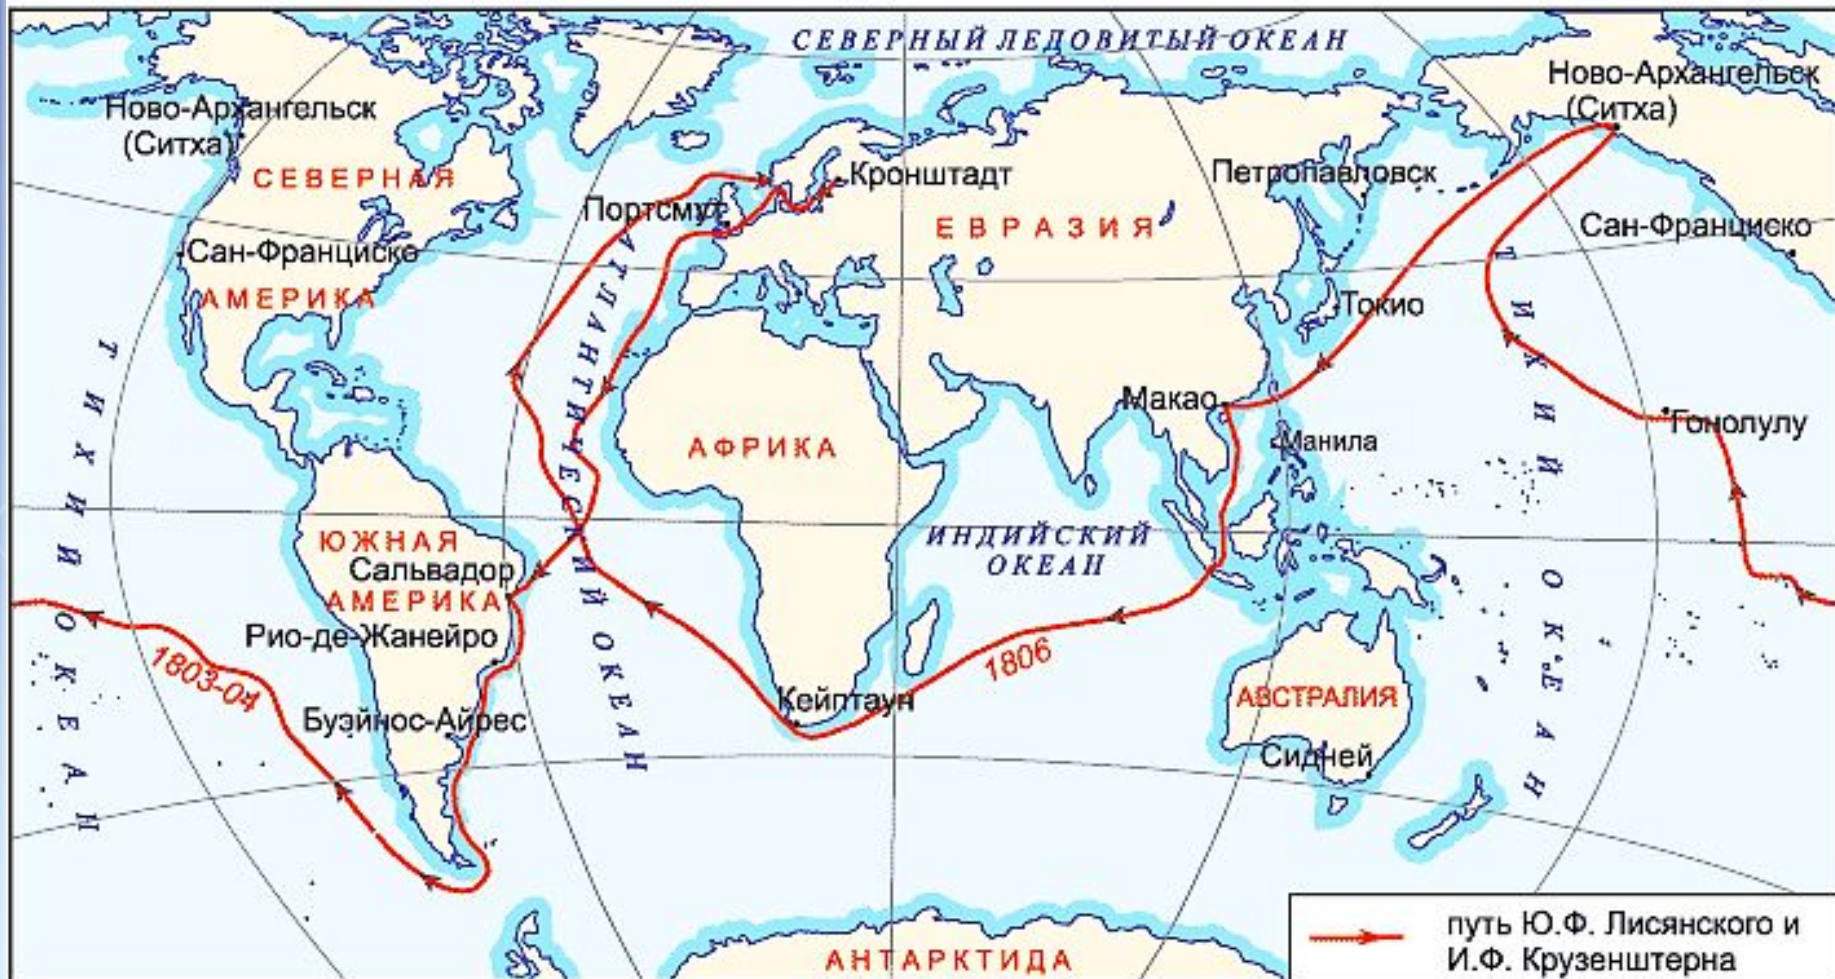 СЕВЕРНЫЙ ЛЕДОВИТЫЙ ОКЕАН
Ново-Архангельск
(Ситха)
Ново-Архангельск
(Ситха)
СЕВЕРНАЯ
АМЕРИКА
Кронштадт
Петропавловск
Портсмут
ЕВРАЗИЯ
Сан-Франциско
Сан-Франциско
Токио
Макао
Гонолулу
Манила
АФРИКА
АТЛАНТИЧЕСКИЙ ОКЕАН
ТИХИЙ ОКЕАН
ТИХИЙ ОКЕАН
ИНДИЙСКИЙ
ОКЕАН
ЮЖНАЯ
АМЕРИКА
Сальвадор
Рио-де-Жанейро
1803-04
1806
Буэйнос-Айрес
Кейптаун
АВСТРАЛИЯ
Сидней
АНТАРКТИДА
путь Ю.Ф. Лисянского и
И.Ф. Крузенштерна